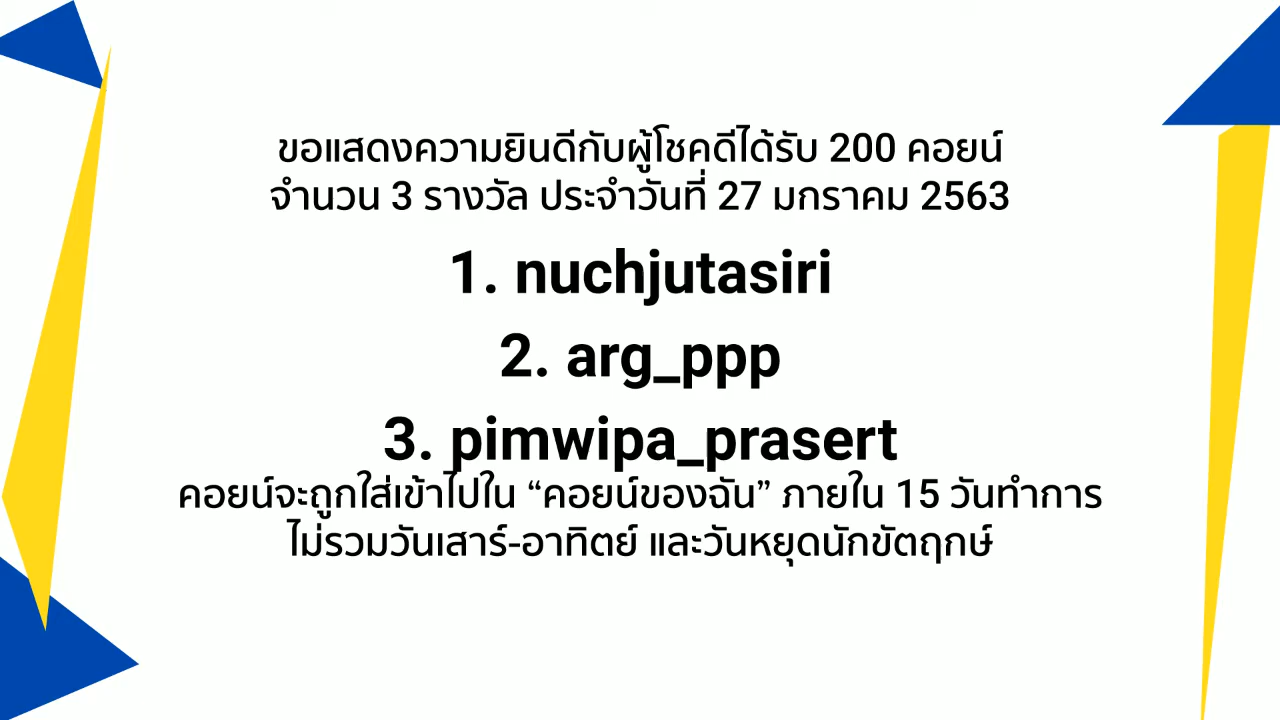 ขอแสดงความยินดีกับผู้โชคดีได้รับ 200 คอยน์
จำนวน 3 รางวัล ประจำวันที่ 27 มกราคม 2563
1. nuchjutasiri
2. arg_ppp
3. pimwipa_prasert
คอยน์จะถูกใส่เข้าไปใน “คอยน์ของฉัน” ภายใน 15 วันทำการ
ไม่รวมวันเสาร์-อาทิตย์ และวันหยุดนักขัตฤกษ์